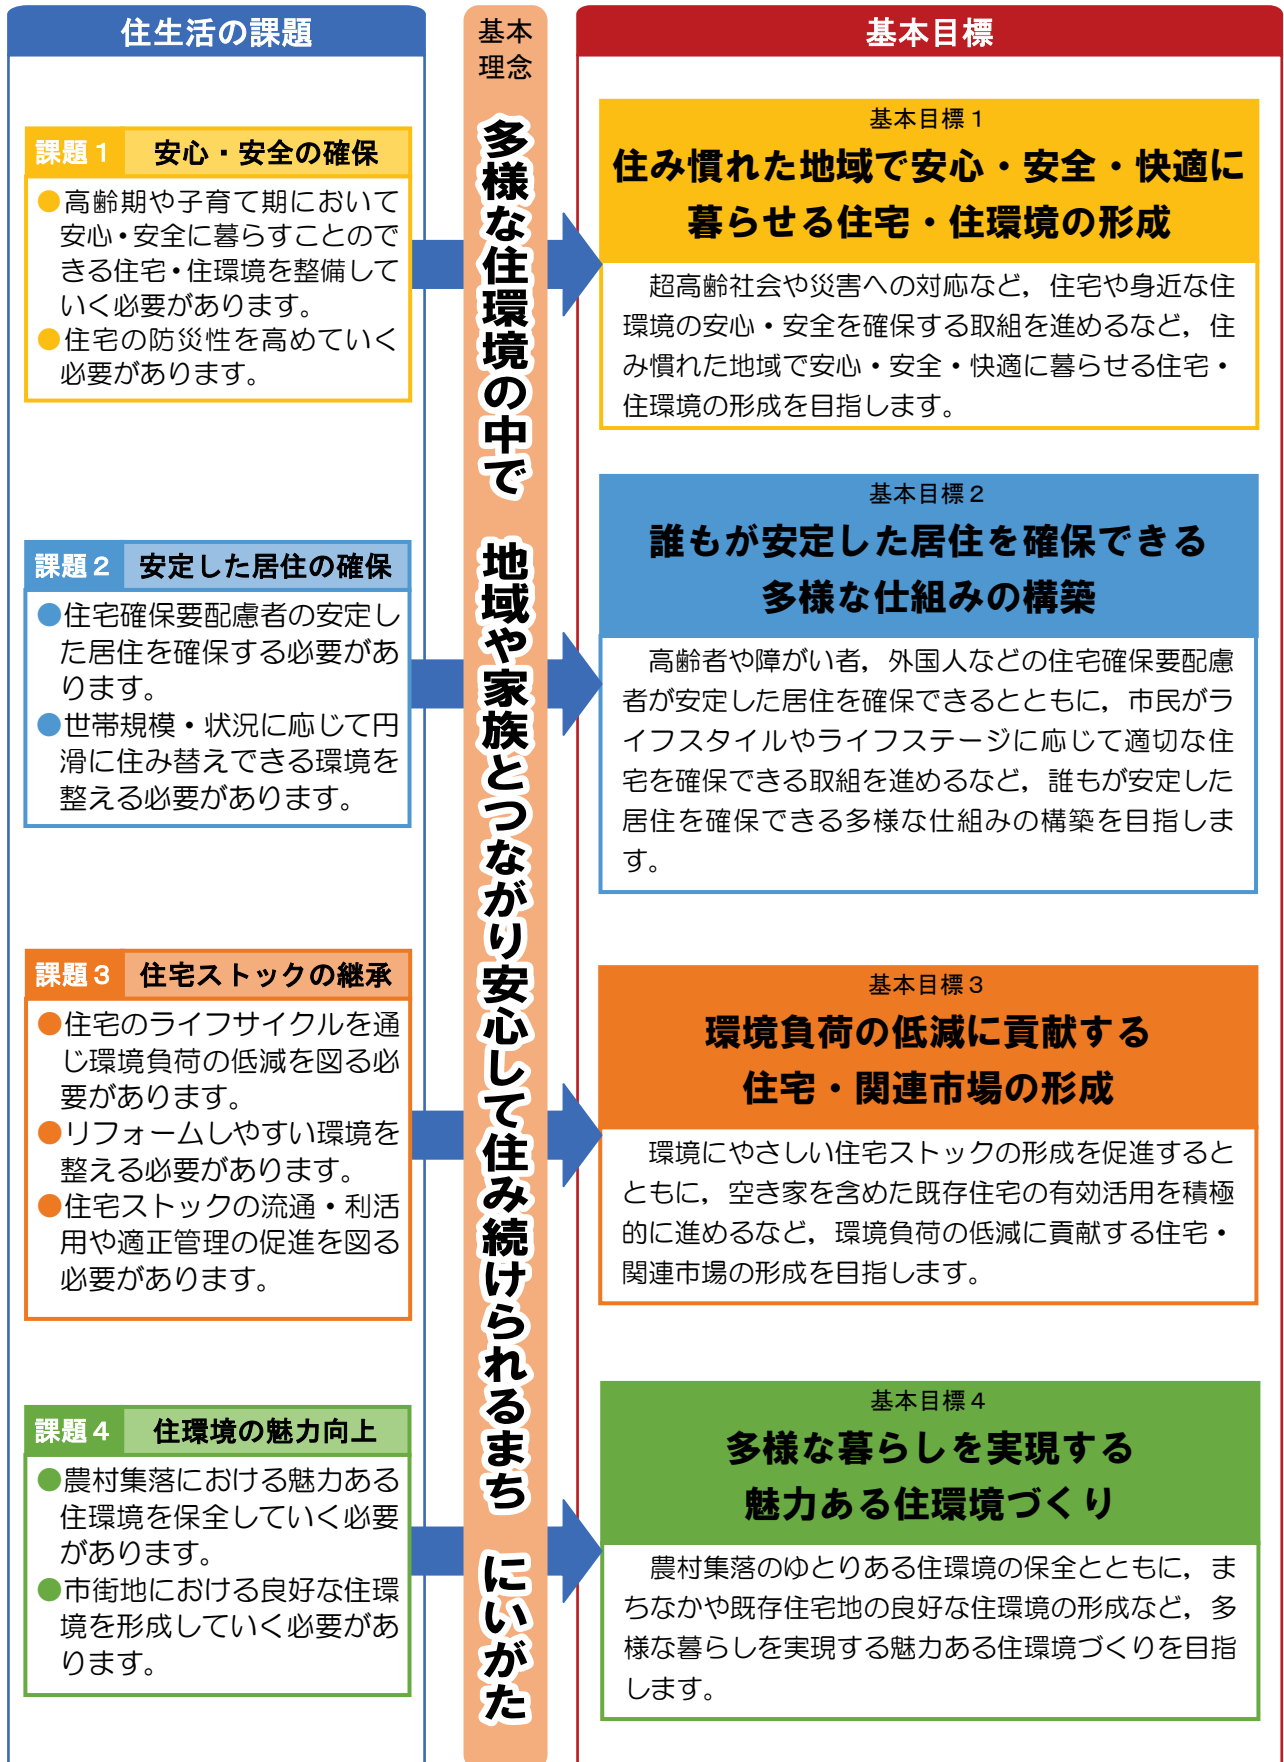 住生活の課題
課題1 安心・安全の確保
●高齢期や子育て期において
安心・安全に暮らすことので
きる住宅・住環境を整備して
いく必要があります。
●住宅の防災性を高めていく
必要があります。
課題2 安定した居住の確保
●住宅確保要配慮者の安定し
た居住を確保する必要があ
ります。
●世帯規模・状況に応じて円
滑に住み替えできる環境を
整える必要があります。
課題3 住宅ストックの継承
●住宅のライフサイクルを通
じ環境負荷の低減を図る必
要があります。
●リフォームしやすい環境を
整える必要があります。
●住宅ストックの流通・利活
用や適正管理の促進を図る
必要があります。
課題4 住環境の魅力向上
●農村集落における魅力ある
住環境を保全していく必要
があります。
●市街地における良好な住環
境を形成していく必要があ
ります。
基本
理念
多様な住環境の中で 地域や家族とつながり安心して住み続けられるまち にいがた
基本目標
基本目標1
住み慣れた地域で安心・安全・快適に
暮らせる住宅・住環境の形成
超高齢社会や災害への対応など，住宅や身近な住
環境の安心・安全を確保する取組を進めるなど，住
み慣れた地域で安心・安全・快適に暮らせる住宅・
住環境の形成を目指します。
基本目標2
誰もが安定した居住を確保できる
多様な仕組みの構築
高齢者や障がい者，外国人などの住宅確保要配慮
者が安定した居住を確保できるとともに，市民がラ
イフスタイルやライフステージに応じて適切な住
宅を確保できる取組を進めるなど，誰もが安定した
居住を確保できる多様な仕組みの構築を目指しま
す。
基本目標3
環境負荷の低減に貢献する
住宅・関連市場の形成
環境にやさしい住宅ストックの形成を促進すると
ともに，空き家を含めた既存住宅の有効活用を積極
的に進めるなど，環境負荷の低減に貢献する住宅・
関連市場の形成を目指します。
基本目標4
多様な暮らしを実現する
魅力ある住環境づくり
農村集落のゆとりある住環境の保全とともに，ま
ちなかや既存住宅地の良好な住環境の形成など，多
様な暮らしを実現する魅力ある住環境づくりを目指
します。